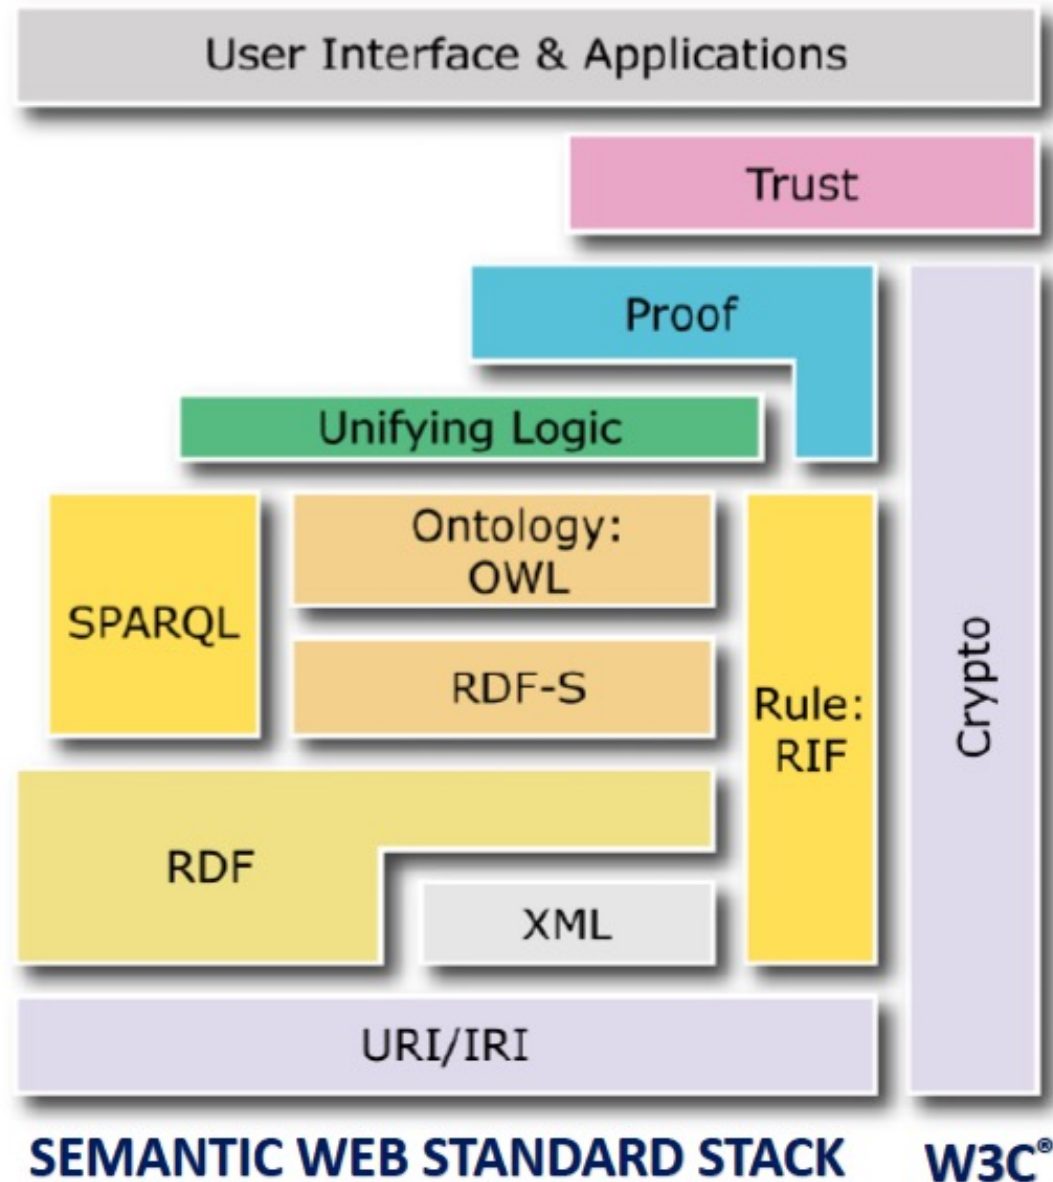 User Interface & Applications
Trust
Proof
Unifying Logic
SPARQL
Ontology:
OWL
RDF-S
Rule:
RIF
Crypto
RDF
XML
URI/IRI
SEMANTIC WEB STANDARD STACK
W3C®